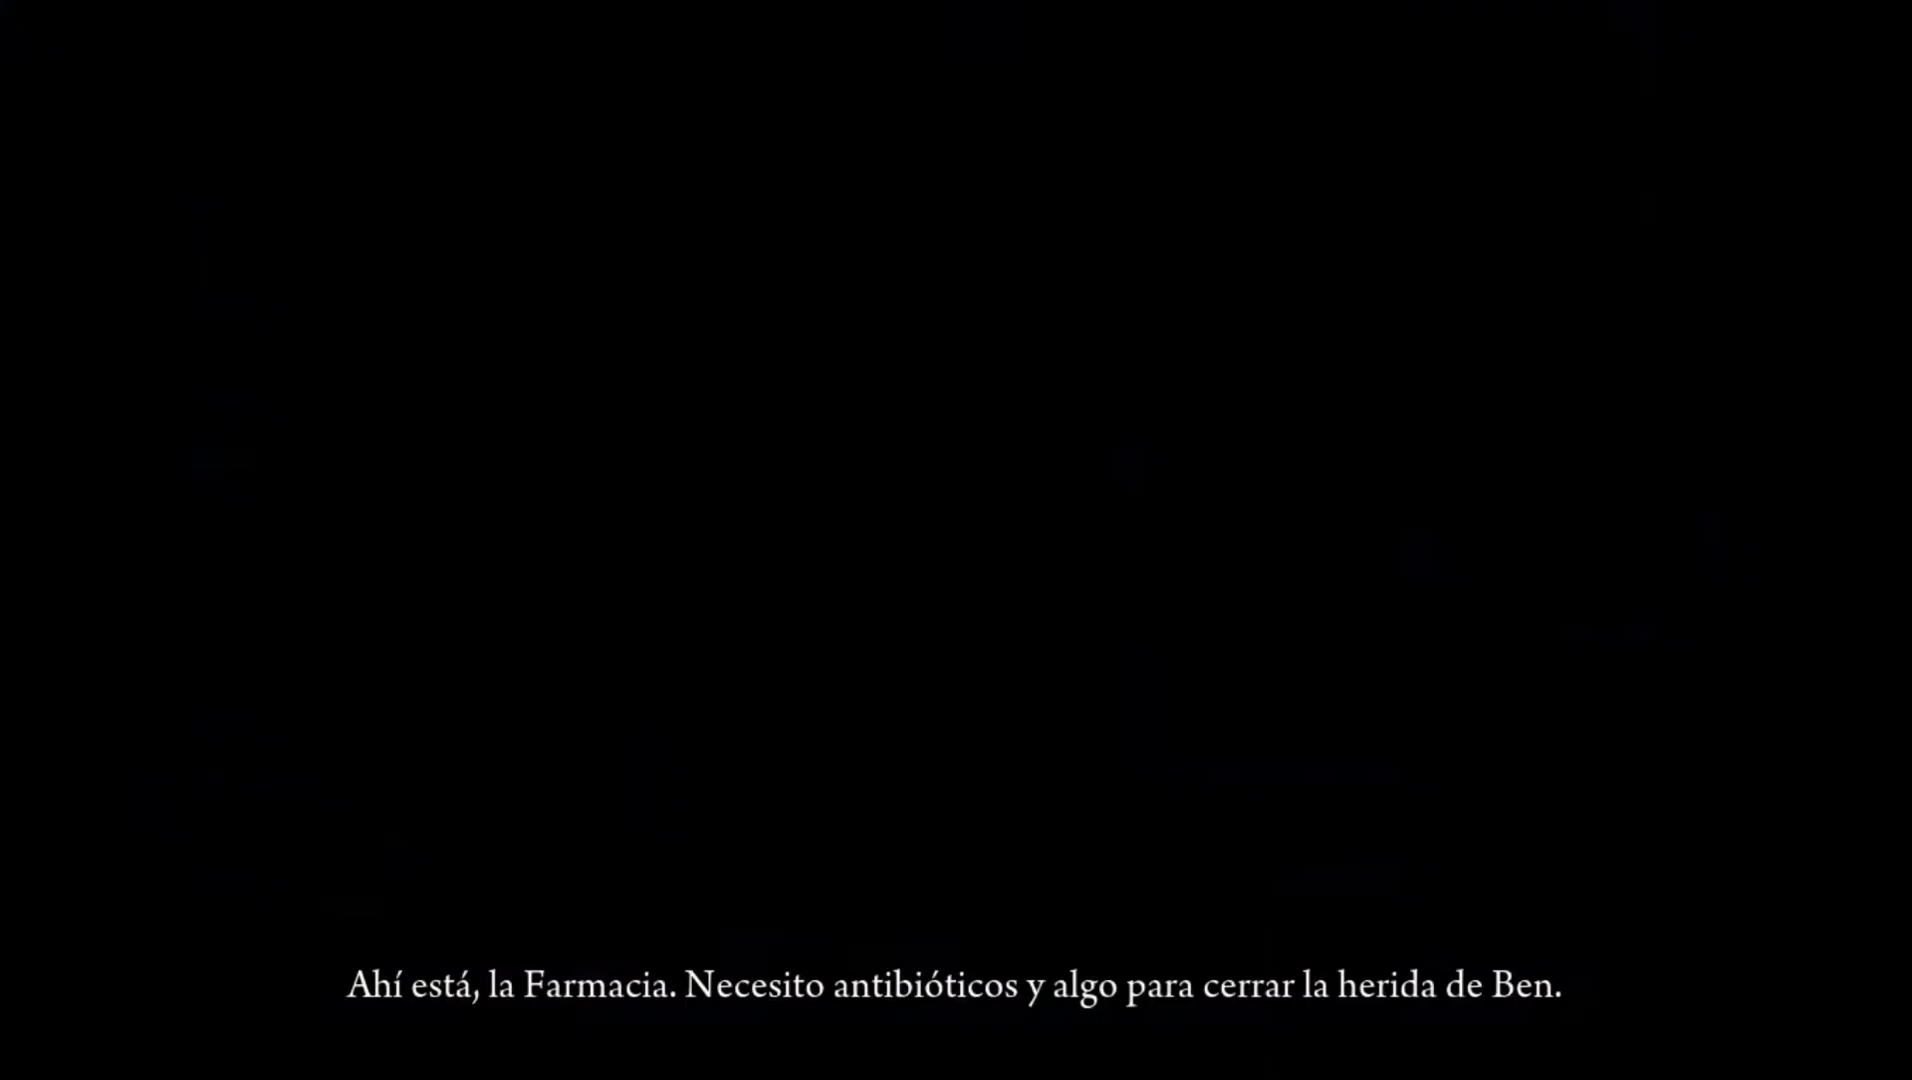 Ahí está, la Farmacia. Necesito antibióticos y algo para cerrar la herida de Ben.